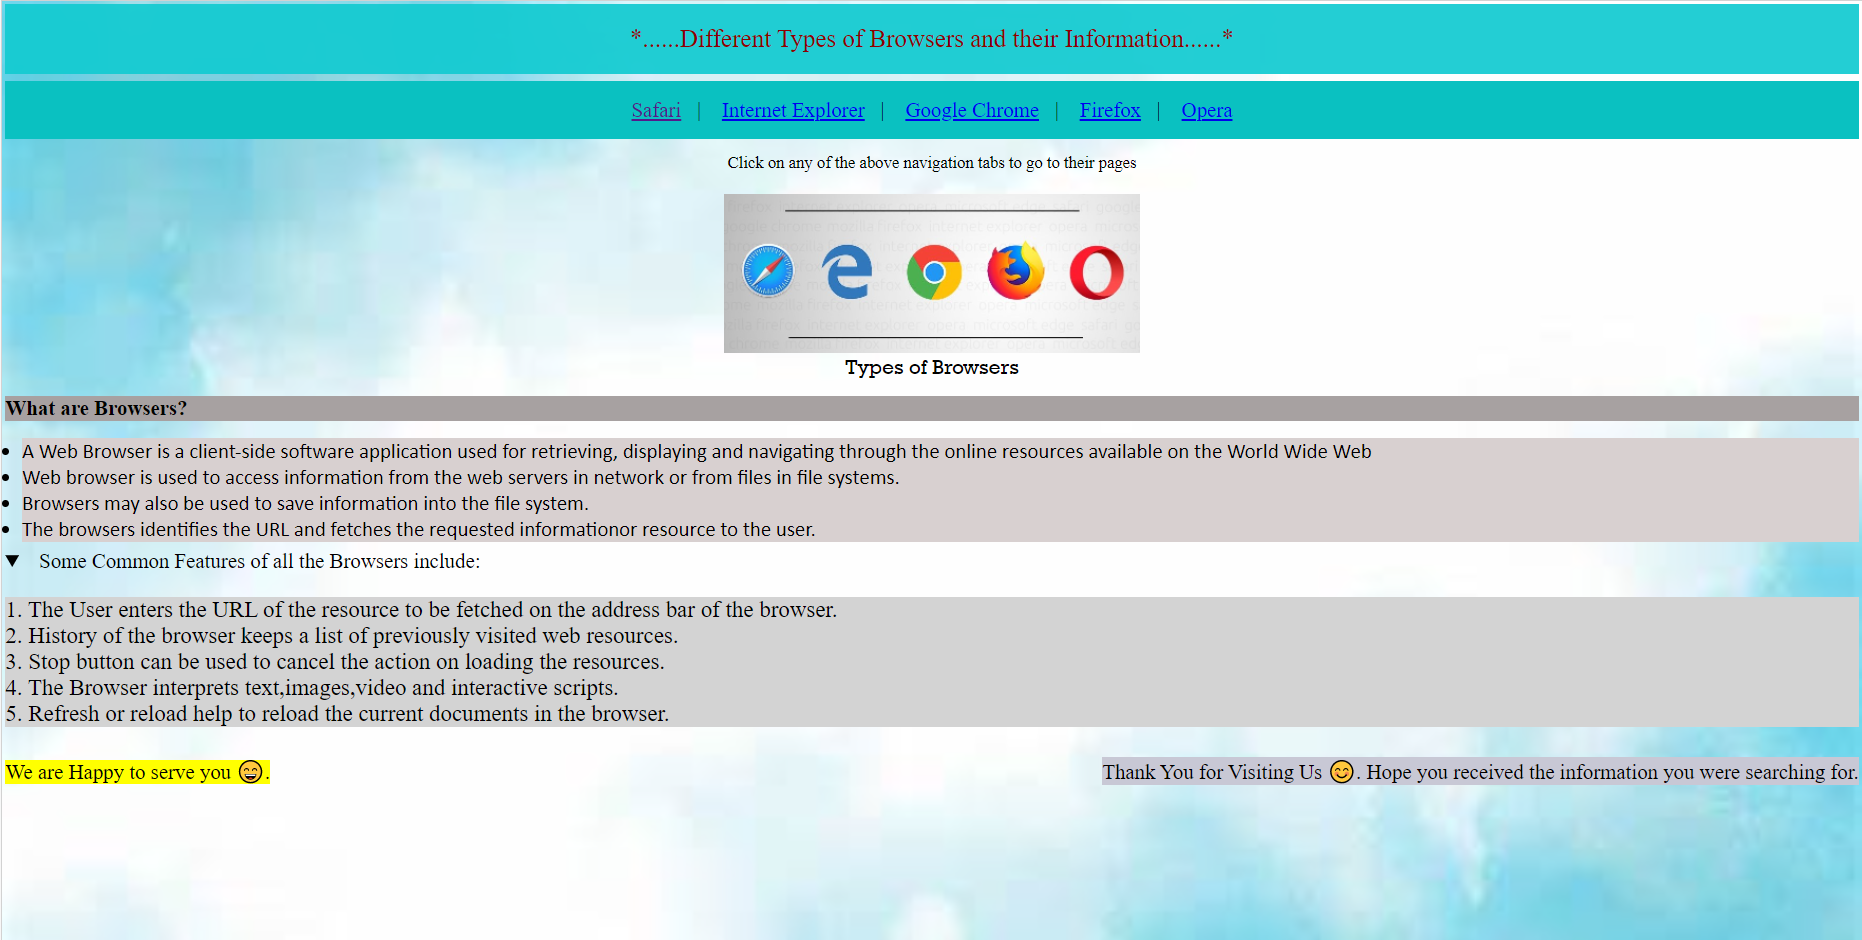 *......Different Types of Browsers and their Information......*
Safari | Internet Explorer | Google Chrome | Firefox | Opera
Click on any of the above navigation tabs to go to their pages
Types of Browsers
What are Browsers?
• A Web Browser is a client-side software application used for retrieving, displaying and navigating through the online resources available on the World Wide Web
• Web browser is used to access information from the web servers in network or from files in file systems.
• Browsers may also be used to save information into the file system.
• The browsers identifies the URL and fetches the requested informationor resource to the user.
▼ Some Common Features of all the Browsers include:
1. The User enters the URL of the resource to be fetched on the address bar of the browser.
2. History of the browser keeps a list of previously visited web resources.
3. Stop button can be used to cancel the action on loading the resources.
4. The Browser interprets text,images,video and interactive scripts.
5. Refresh or reload help to reload the current documents in the browser.
We are Happy to serve you 😄.
Thank You for Visiting Us 😊. Hope you received the information you were searching for.